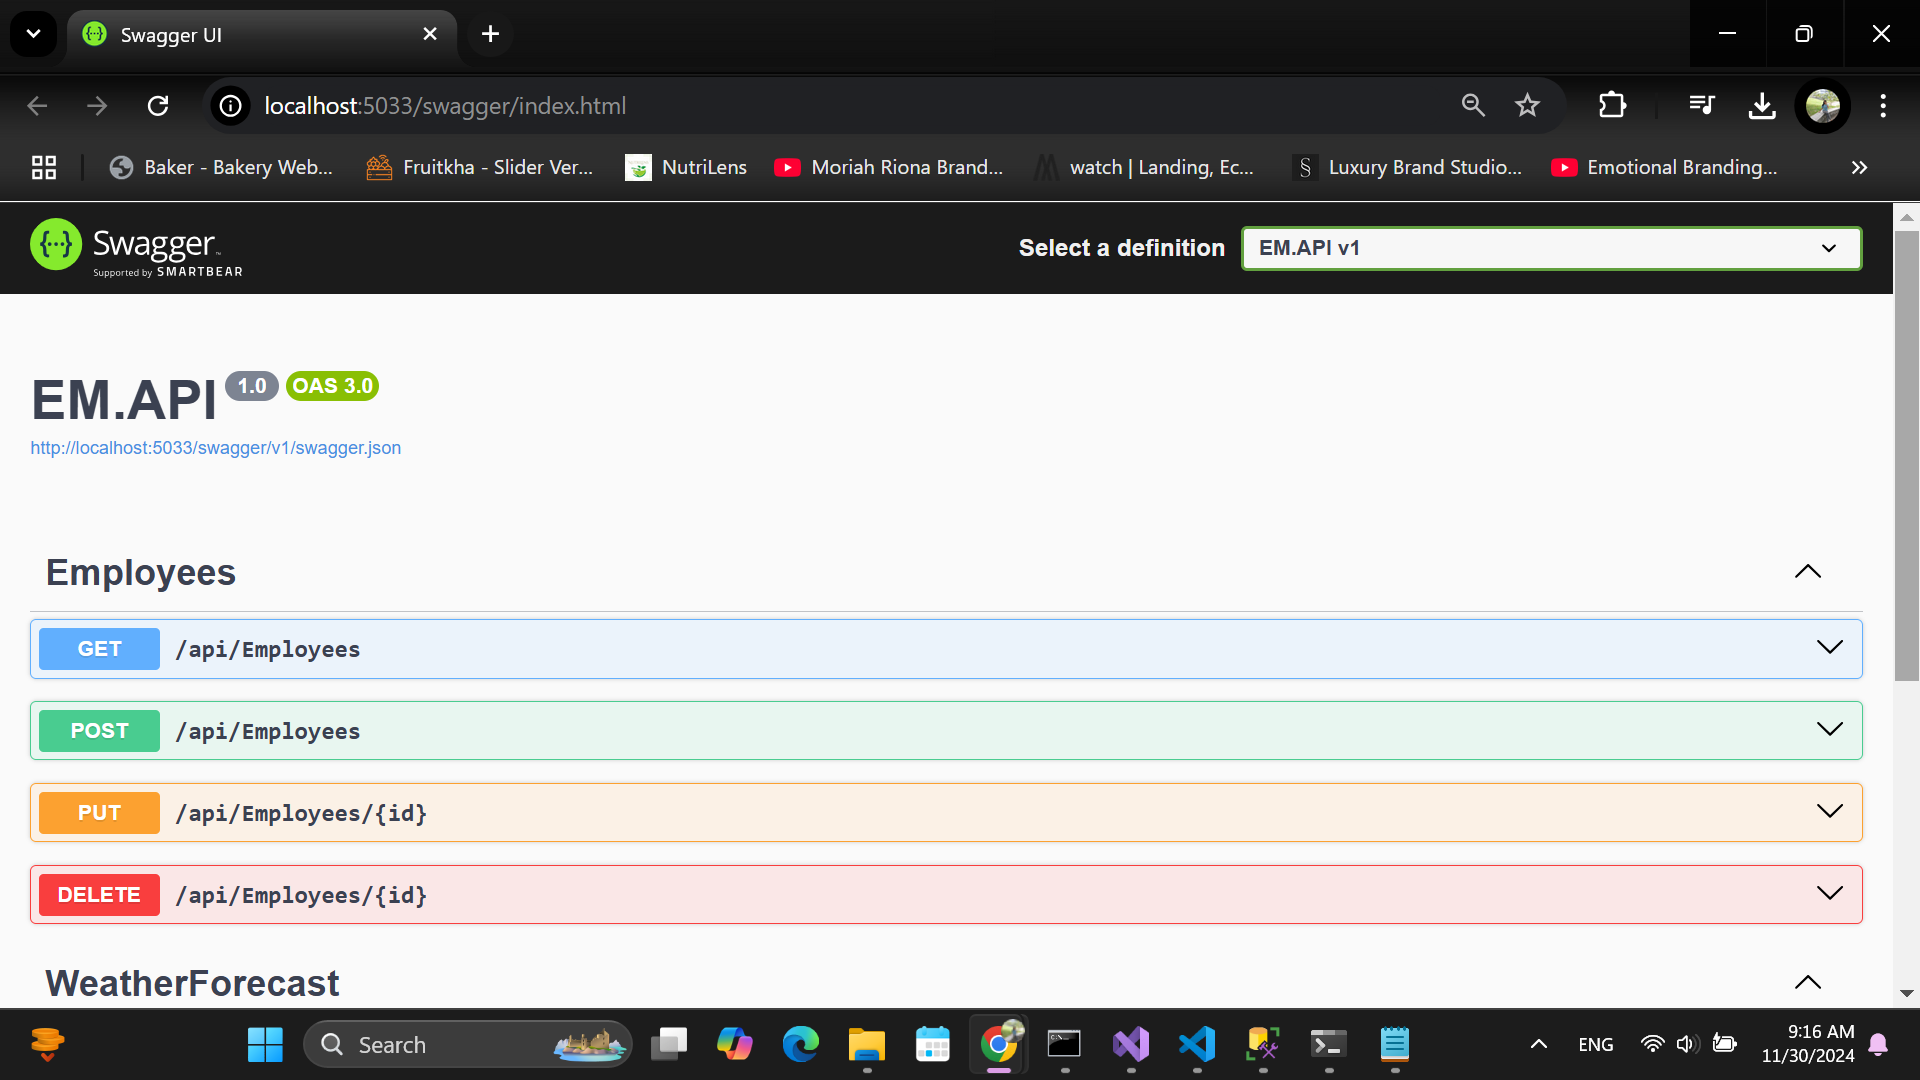 Swagger UI
localhost:5033/swagger/index.html
Baker - Bakery Web...
Fruitkha - Slider Ver...
NutriLens
Moriah Riona Brand...
watch | Landing, Ec...
Luxury Brand Studio...
Emotional Branding...
Swagger
Supported by SMARTBEAR
Select a definition
EM.API v1
EM.API 1.0 OAS 3.0
http://localhost:5033/swagger/v1/swagger.json
Employees
GET /api/Employees
POST /api/Employees
PUT /api/Employees/{id}
DELETE /api/Employees/{id}
WeatherForecast
Search
ENG
9:16 AM
11/30/2024